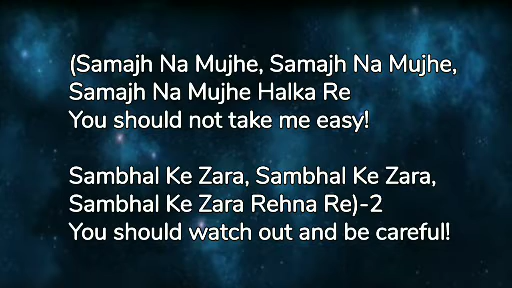 (Samajh Na Mujhe, Samajh Na Mujhe,
Samajh Na Mujhe Halka Re
You should not take me easy!
Sambhal Ke Zara, Sambhal Ke Zara,
Sambhal Ke Zara Rehna Re)-2
You should watch out and be careful!